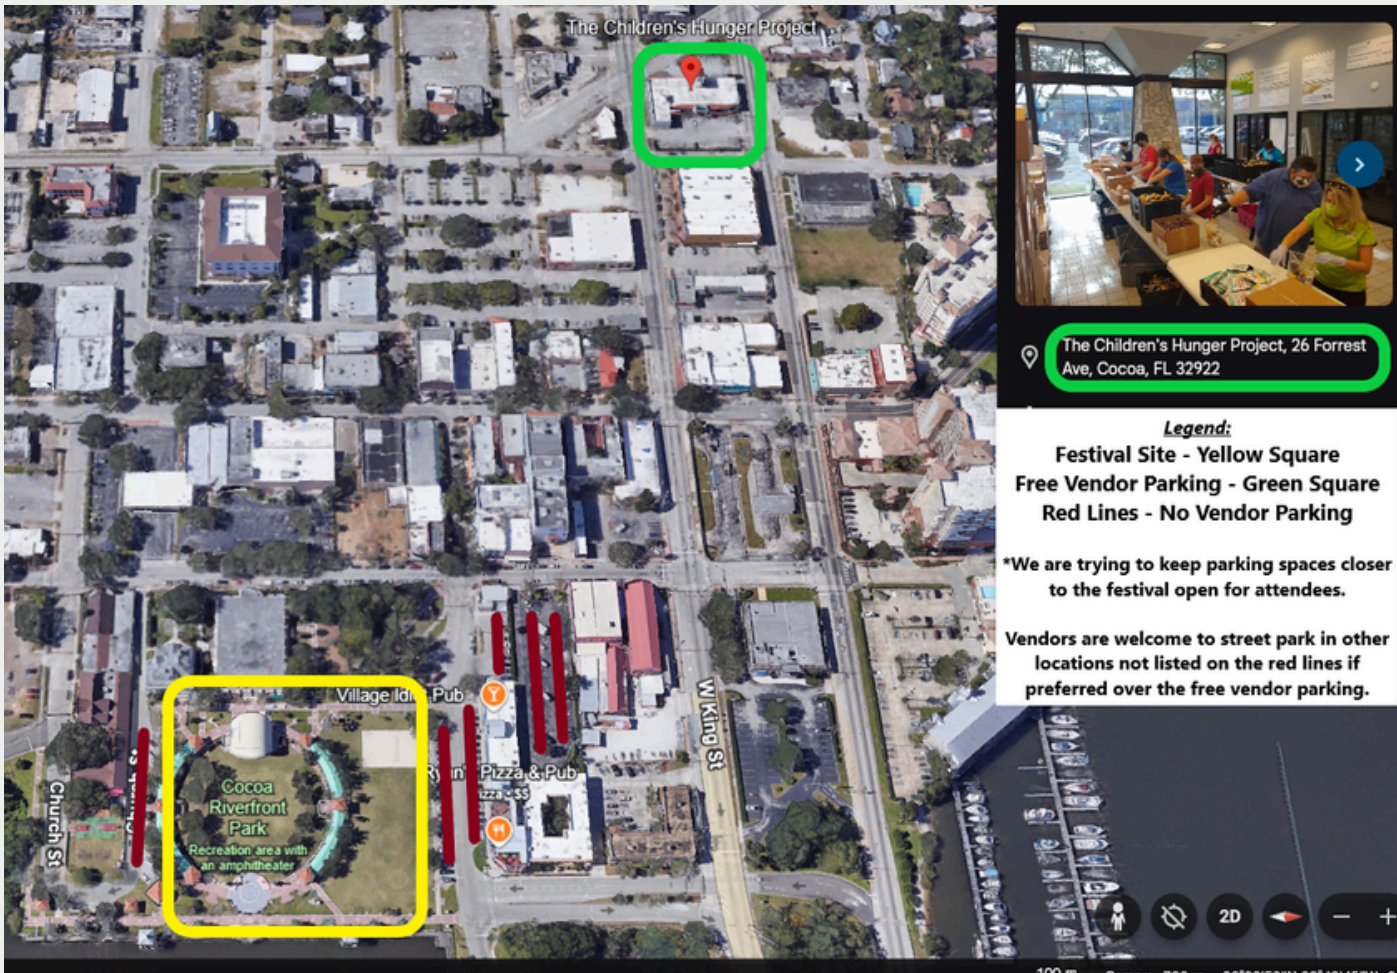 The Children's Hunger Project
The Children's Hunger Project, 26 Forrest
Ave, Cocoa, FL 32922
Legend:
Festival Site - Yellow Square
Free Vendor Parking - Green Square
Red Lines - No Vendor Parking
*We are trying to keep parking spaces closer
to the festival open for attendees.
Vendors are welcome to street park in other
locations not listed on the red lines if
preferred over the free vendor parking.
Village Idiot Pub
W King St
Pizza & Pub
Cocoa
Riverfront
Park
Recreation area with
an amphitheater
Church St
Church St
2D